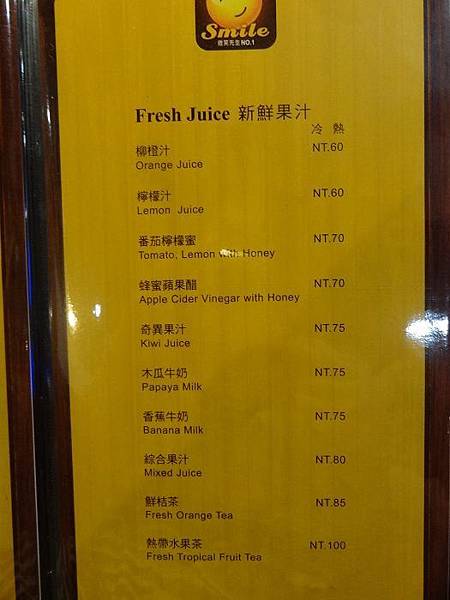 Smile
微笑先生NO.1
Fresh Juice 新鮮果汁
冷 熱
柳橙汁 NT.60
Orange Juice
檸檬汁 NT.60
Lemon Juice
番茄檸檬蜜 NT.70
Tomato, Lemon with Honey
蜂蜜蘋果醋 NT.70
Apple Cider Vinegar with Honey
奇異果汁 NT.75
Kiwi Juice
木瓜牛奶 NT.75
Papaya Milk
香蕉牛奶 NT.75
Banana Milk
綜合果汁 NT.80
Mixed Juice
鮮桔茶 NT.85
Fresh Orange Tea
熱帶水果茶 NT.100
Fresh Tropical Fruit Tea